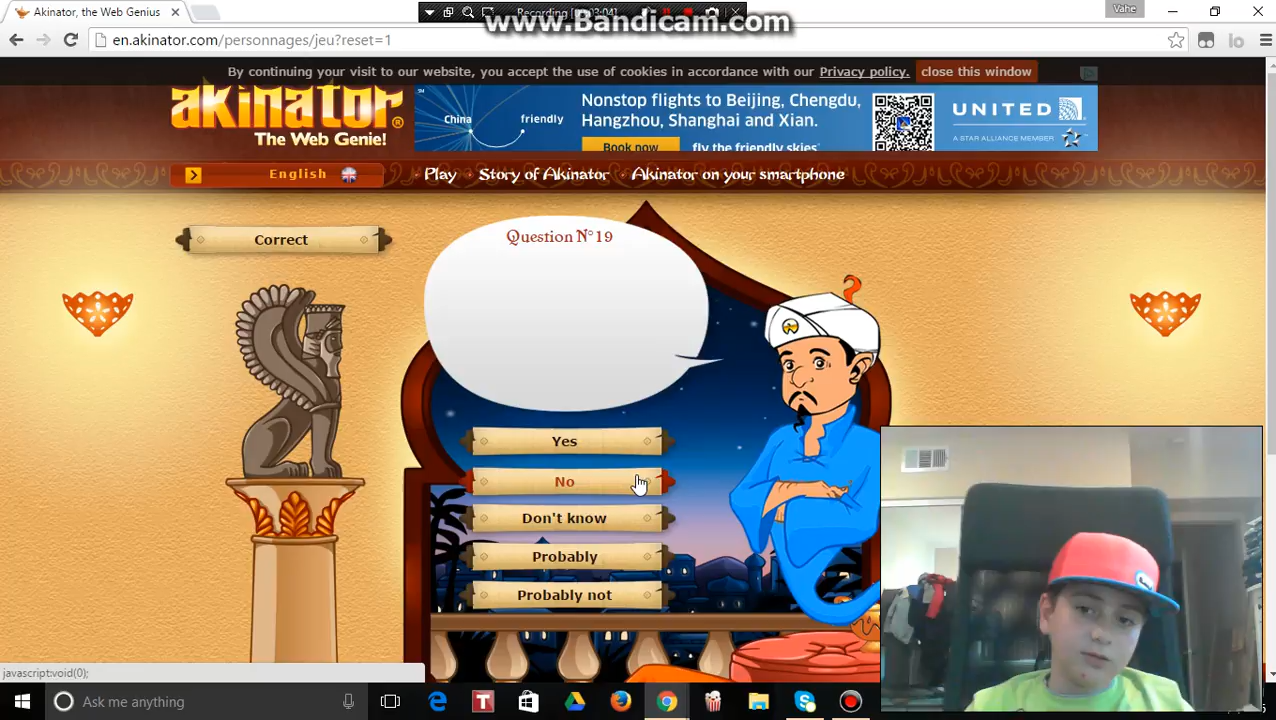 Akinator, the Web Genie
Recording
www.Bandicam.com
Vahe
en.akinator.com/personnages/jeu?reset=1
By continuing your visit to our website, you accept the use of cookies in accordance with our Privacy policy. close this window
akinator®
The Web Genie!
China
friendly
Nonstop flights to Beijing, Chengdu,
Hangzhou, Shanghai and Xian.
Book now
fly the friendly skies
UNITED
A STAR ALLIANCE MEMBER
English
Play
Story of Akinator
Akinator on your smartphone
Correct
Question N°19
Yes
No
Don't know
Probably
Probably not
javascript:void(0);
Ask me anything